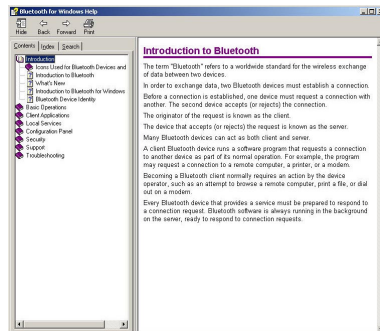 Bluetooth for Windows Help
Hide Back Forward Print
Contents Index Search
Introduction
Icons Used for Bluetooth Devices and
Introduction to Bluetooth
What's New
Introduction to Bluetooth for Windows
Bluetooth Device Identity
Basic Operations
Client Applications
Local Services
Configuration Panel
Security
Support
Troubleshooting
Introduction to Bluetooth
The term "Bluetooth" refers to a worldwide standard for the wireless exchange
of data between two devices.
In order to exchange data, two Bluetooth devices must establish a connection.
Before a connection is established, one device must request a connection with
another. The second device accepts (or rejects) the connection.
The originator of the request is known as the client.
The device that accepts (or rejects) the request is known as the server.
Many Bluetooth devices can act as both client and server.
A client Bluetooth device runs a software program that requests a connection
to another device as part of its normal operation. For example, the program
may request a connection to a remote computer, a printer, or a modem.
Becoming a Bluetooth client normally requires an action by the device
operator, such as an attempt to browse a remote computer, print a file, or dial
out on a modem.
Every Bluetooth device that provides a service must be prepared to respond to
a connection request. Bluetooth software is always running in the background
on the server, ready to respond to connection requests.